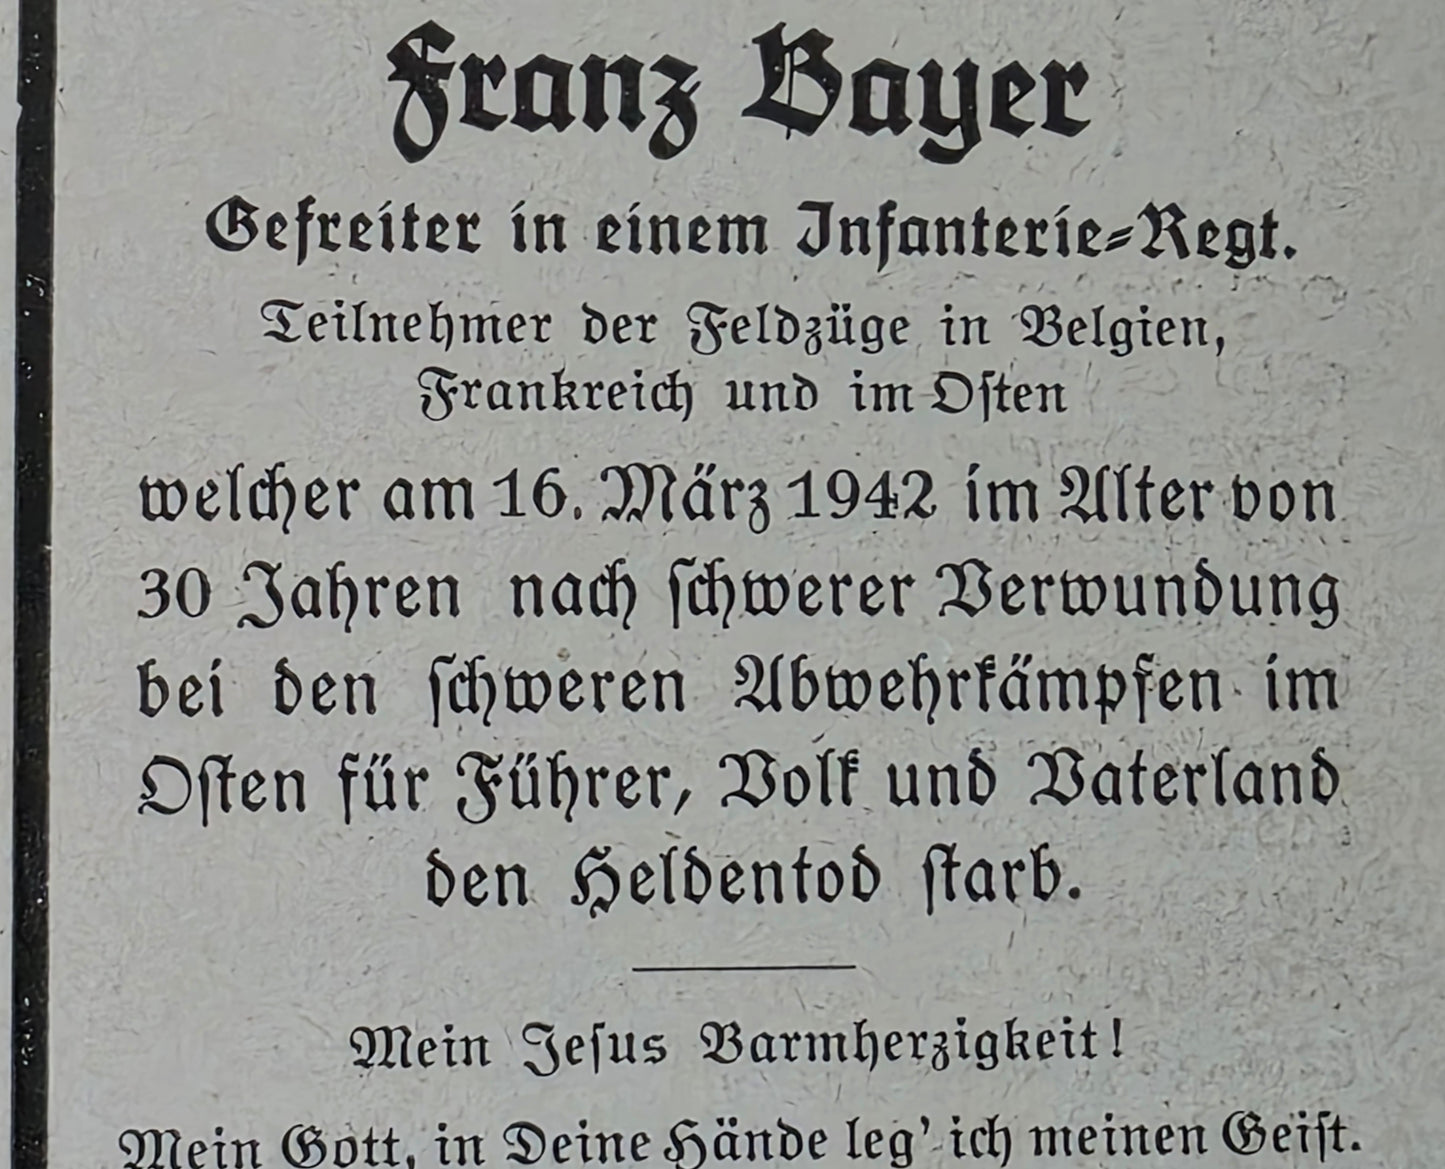 Franz Bayer
Gefreiter in einem Infanterie-Regt.
Teilnehmer der Feldzüge in Belgien,
Frankreich und im Osten
welcher am 16. März 1942 im Alter von
30 Jahren nach schwerer Verwundung
bei den schweren Abwehrkämpfen im
Osten für Führer, Volk und Vaterland
den Heldentod starb.
Mein Jesus Barmherzigkeit!
Mein Gott, in Deine Hände leg' ich meinen Geist.